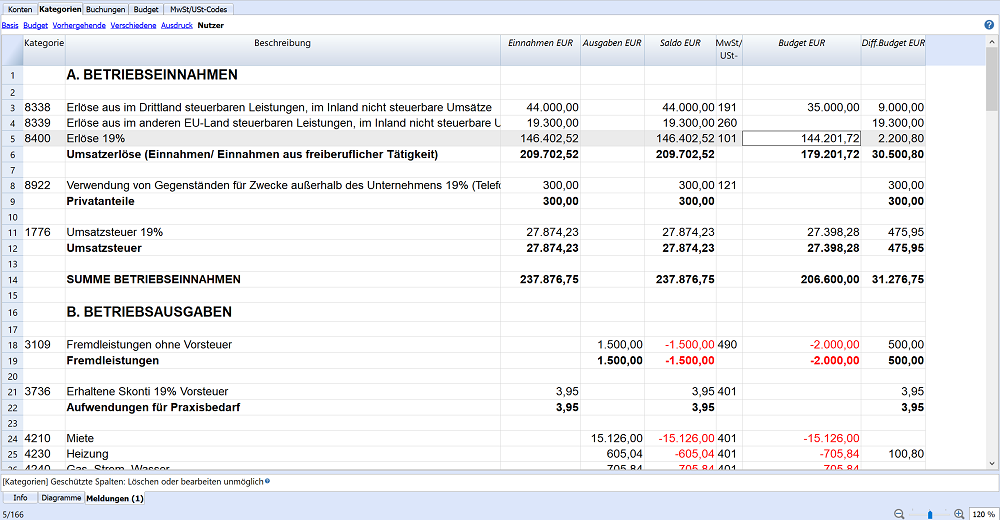 Konten Kategorien Buchungen Budget MwSt/USt-Codes
Basis Budget Vorhergehende Verschiedene Ausdruck Nutzer
Kategorie Beschreibung Einnahmen EUR Ausgaben EUR Saldo EUR MwSt/ USt- Budget EUR Diff.Budget EUR
1 A. BETRIEBSEINNAHMEN
2
3 8338 Erlöse aus im Drittland steuerbaren Leistungen, im Inland nicht steuerbare Umsätze 44.000,00 44.000,00 191 35.000,00 9.000,00
4 8339 Erlöse aus im anderen EU-Land steuerbaren Leistungen, im Inland nicht steuerbare U 19.300,00 19.300,00 260 19.300,00
5 8400 Erlöse 19% 146.402,52 146.402,52 101 144.201,72 2.200,80
6 Umsatzerlöse (Einnahmen/ Einnahmen aus freiberuflicher Tätigkeit) 209.702,52 209.702,52 179.201,72 30.500,80
7
8 8922 Verwendung von Gegenständen für Zwecke außerhalb des Unternehmens 19% (Telef 300,00 300,00 121 300,00
9 Privatanteile 300,00 300,00 300,00
10
11 1776 Umsatzsteuer 19% 27.874,23 27.874,23 27.398,28 475,95
12 Umsatzsteuer 27.874,23 27.874,23 27.398,28 475,95
13
14 SUMME BETRIEBSEINNAHMEN 237.876,75 237.876,75 206.600,00 31.276,75
15
16 B. BETRIEBSAUSGABEN
17
18 3109 Fremdleistungen ohne Vorsteuer 1.500,00 -1.500,00 490 -2.000,00 500,00
19 Fremdleistungen 1.500,00 -1.500,00 -2.000,00 500,00
20
21 3736 Erhaltene Skonti 19% Vorsteuer 3,95 3,95 401 3,95
22 Aufwendungen für Praxisbedarf 3,95 3,95 3,95
23
24 4210 Miete 15.126,00 -15.126,00 401 -15.126,00
25 4230 Heizung 605,04 -605,04 401 -705,84 100,80
26 4240 Gas, Strom, Wasser 705,84 -705,84 401 -705,84
[Kategorien] Geschützte Spalten: Löschen oder bearbeiten unmöglich
Info Diagramme Meldungen (1)
5/166 120 %